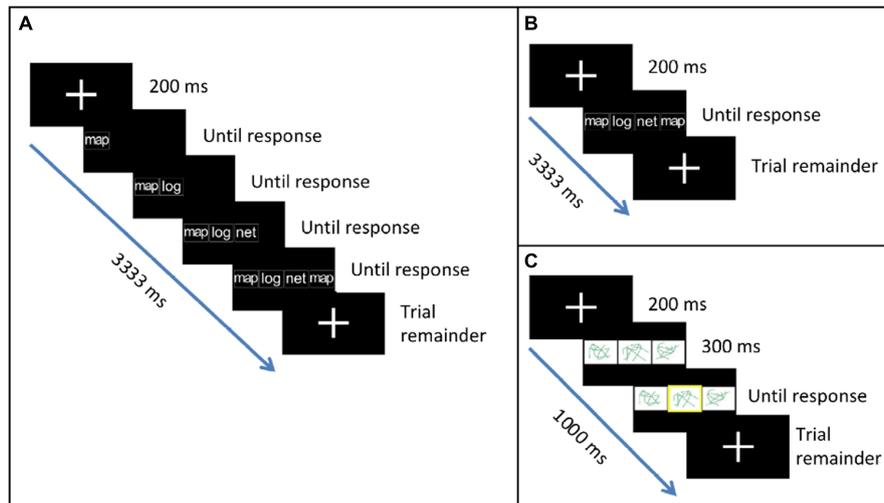 A
200 ms
map
Until response
map log
Until response
map log net
Until response
map log net map
Until response
3333 ms
Trial
remainder
B
200 ms
map log net map
Until response
3333 ms
Trial remainder
C
200 ms
300 ms
Until response
1000 ms
Trial
remainder